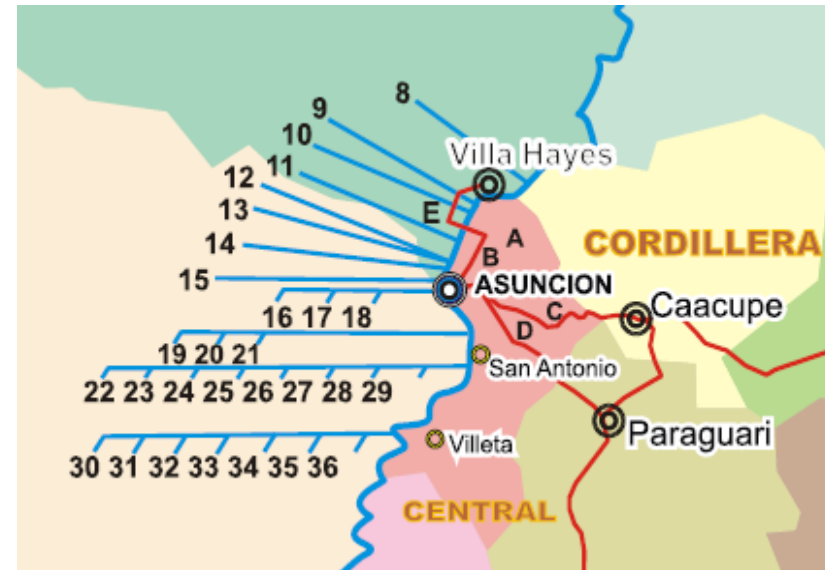 8
9
10
11
Villa Hayes
12
13
E
A
14
B
CORDILLERA
15
ASUNCION
16 17 18
C
Caacupe
D
19 20 21
San Antonio
22 23 24 25 26 27 28 29
Villeta
Paraguari
30 31 32 33 34 35 36
CENTRAL